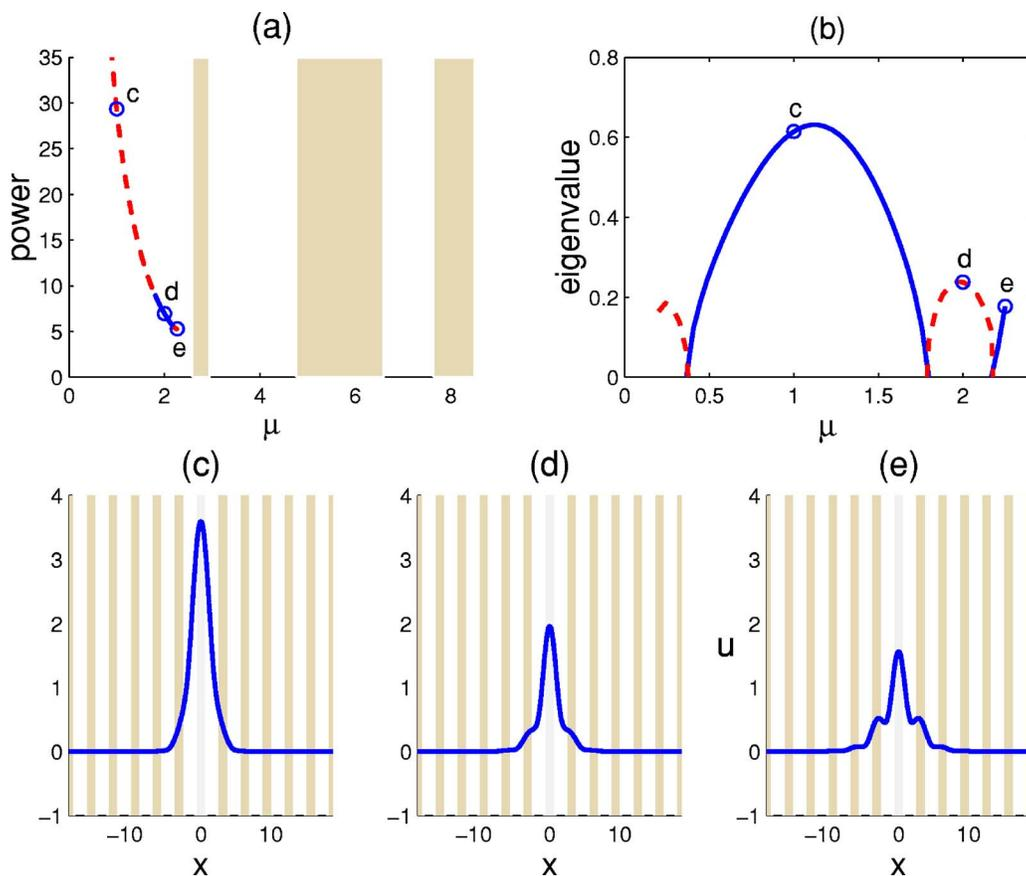 (a)
power
35
30
25
20
15
10
5
0
c
d
e
0 2 4 6 8
μ
(b)
eigenvalue
0.8
0.6
0.4
0.2
0
c
d
e
0 0.5 1 1.5 2
μ
(c)
4
3
2
1
0
−1
−10 0 10
x
(d)
4
3
2
1
0
−1
−10 0 10
x
(e)
u
4
3
2
1
0
−1
−10 0 10
x